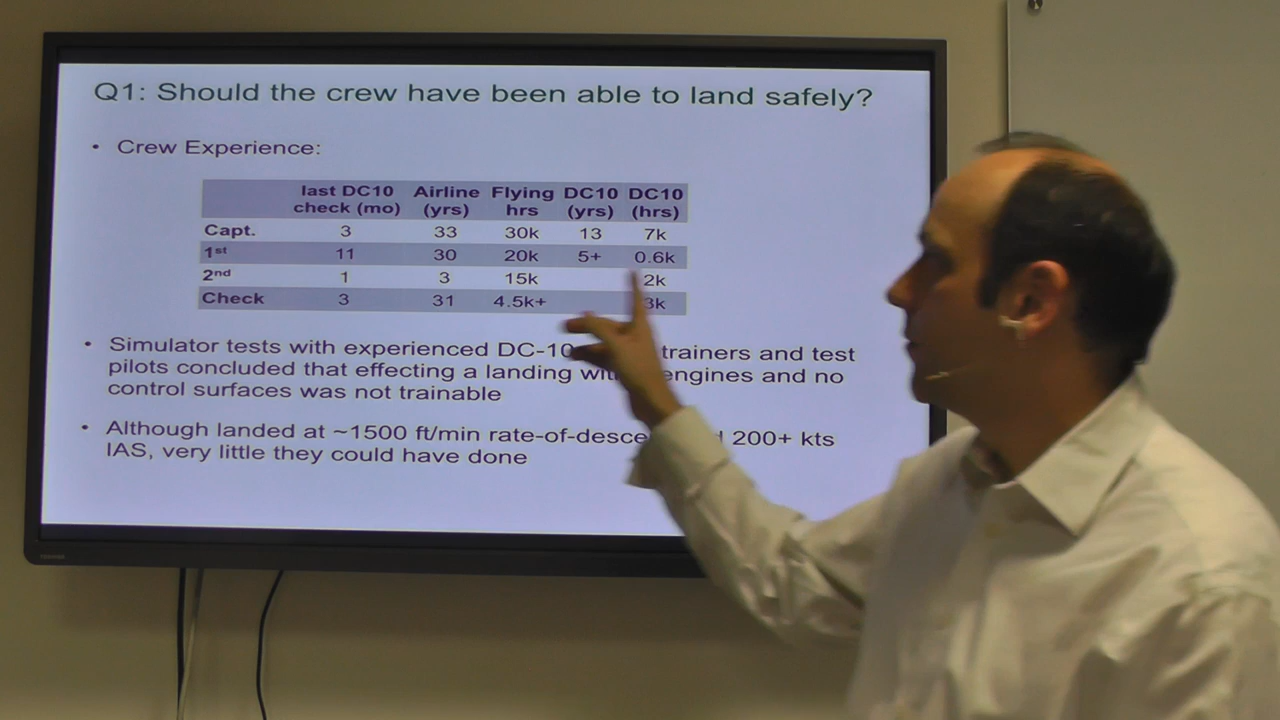 Q1: Should the crew have been able to land safely?
• Crew Experience:
last DC10 check (mo) Airline (yrs) Flying hrs DC10 (yrs) DC10 (hrs)
Capt. 3 33 30k 13 7k
1st 11 30 20k 5+ 0.6k
2nd 1 3 15k 2k
Check 3 31 4.5k+ 3k
• Simulator tests with experienced DC-10 trainers and test
pilots concluded that effecting a landing engines and no
control surfaces was not trainable
• Although landed at ~1500 ft/min 200+ kts
IAS, very little they could have done
TOSHIBA